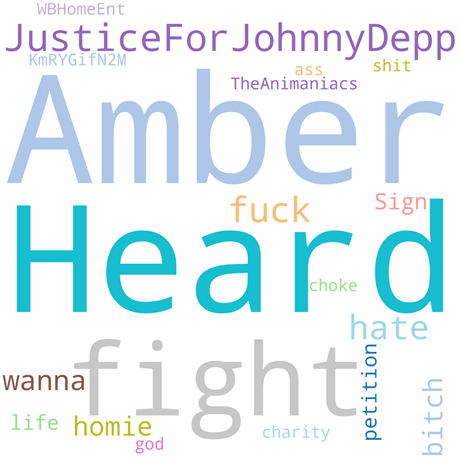 WBHomeEnt
JusticeForJohnnyDepp
KmRYGifN2M
ass
shit
TheAnimaniacs
Amber
fuck
Sign
Heard
choke
hate
fight
wanna
petition
bitch
life
homie
god
charity